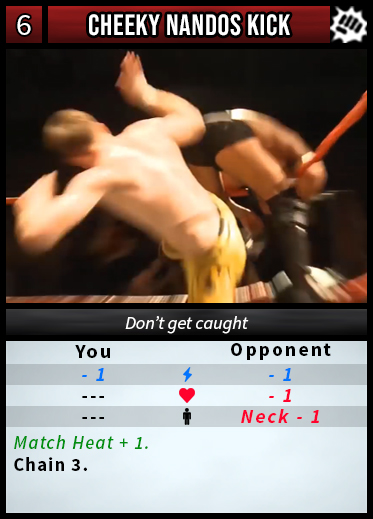 6 CHEEKY NANDOS KICK
Don't get caught
You Opponent
- 1 - 1
--- - 1
--- Neck - 1
Match Heat + 1.
Chain 3.